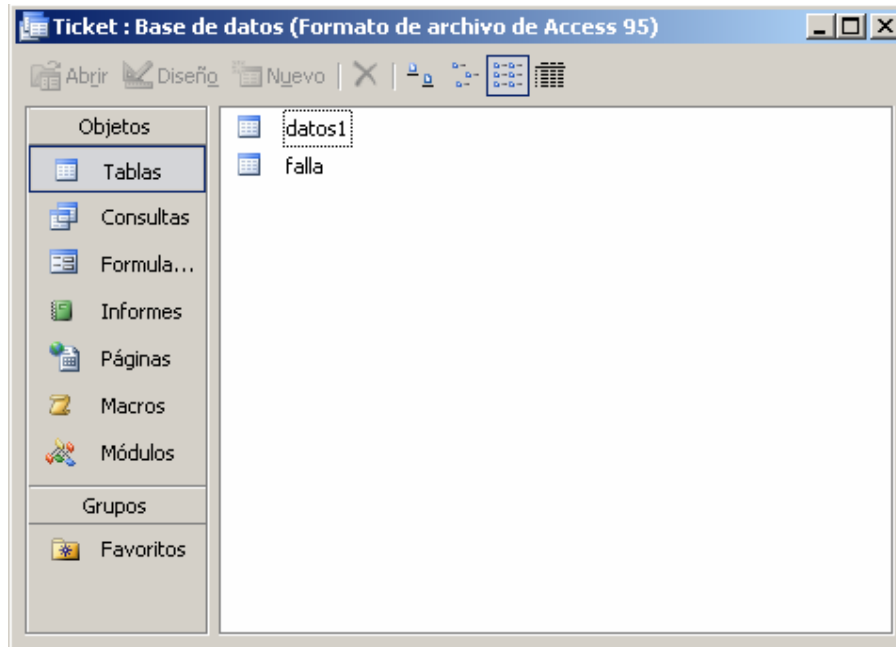 Ticket : Base de datos (Formato de archivo de Access 95)
Abrir Diseño Nuevo
Objetos
Tablas
Consultas
Formula...
Informes
Páginas
Macros
Módulos
Grupos
Favoritos
datos1
falla